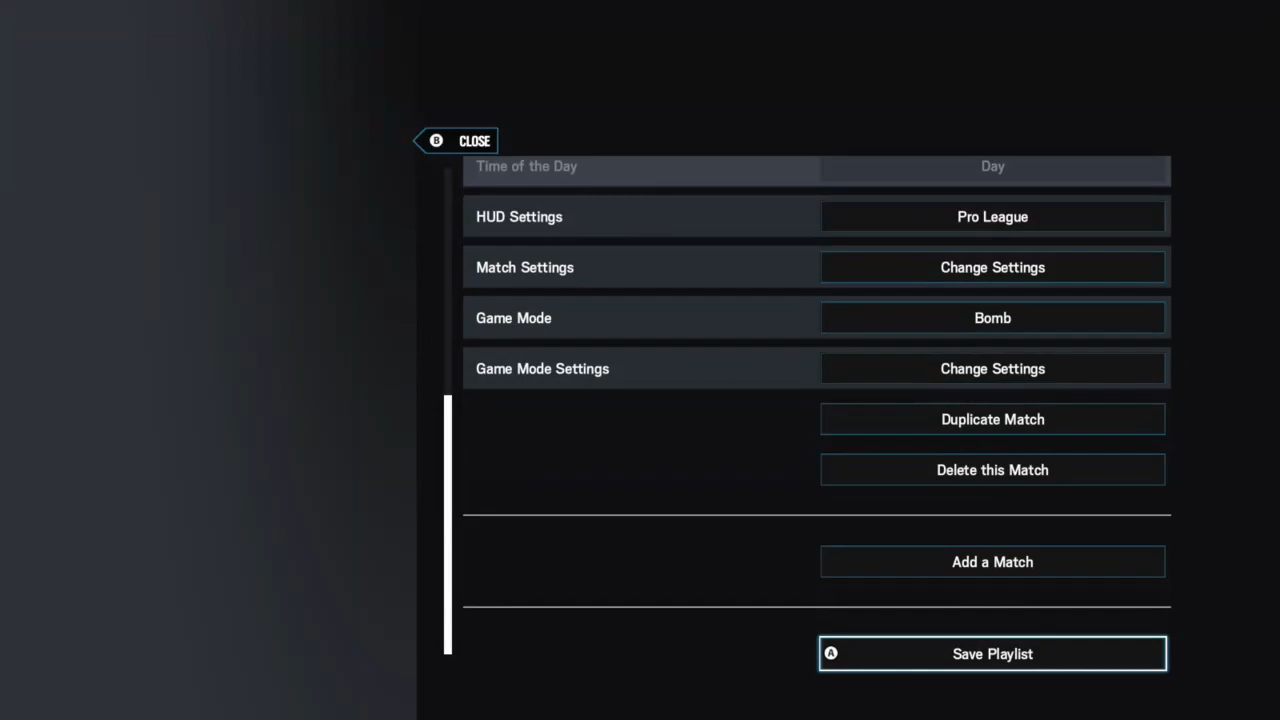 B CLOSE
Time of the Day Day
HUD Settings Pro League
Match Settings Change Settings
Game Mode Bomb
Game Mode Settings Change Settings
Duplicate Match
Delete this Match
Add a Match
A Save Playlist